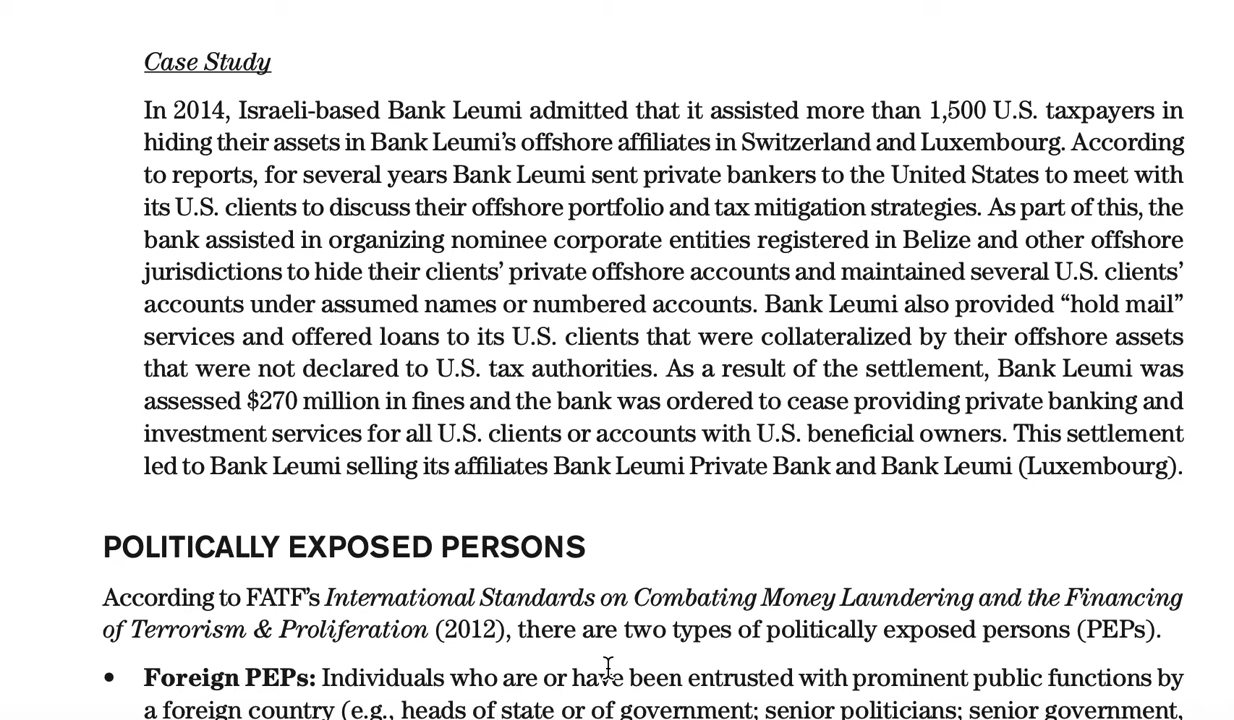 Case Study
In 2014, Israeli-based Bank Leumi admitted that it assisted more than 1,500 U.S. taxpayers in
hiding their assets in Bank Leumi’s offshore affiliates in Switzerland and Luxembourg. According
to reports, for several years Bank Leumi sent private bankers to the United States to meet with
its U.S. clients to discuss their offshore portfolio and tax mitigation strategies. As part of this, the
bank assisted in organizing nominee corporate entities registered in Belize and other offshore
jurisdictions to hide their clients’ private offshore accounts and maintained several U.S. clients’
accounts under assumed names or numbered accounts. Bank Leumi also provided “hold mail”
services and offered loans to its U.S. clients that were collateralized by their offshore assets
that were not declared to U.S. tax authorities. As a result of the settlement, Bank Leumi was
assessed $270 million in fines and the bank was ordered to cease providing private banking and
investment services for all U.S. clients or accounts with U.S. beneficial owners. This settlement
led to Bank Leumi selling its affiliates Bank Leumi Private Bank and Bank Leumi (Luxembourg).
POLITICALLY EXPOSED PERSONS
According to FATF’s International Standards on Combating Money Laundering and the Financing
of Terrorism & Proliferation (2012), there are two types of politically exposed persons (PEPs).
• Foreign PEPs: Individuals who are or have been entrusted with prominent public functions by
a foreign country (e.g., heads of state or of government; senior politicians; senior government,